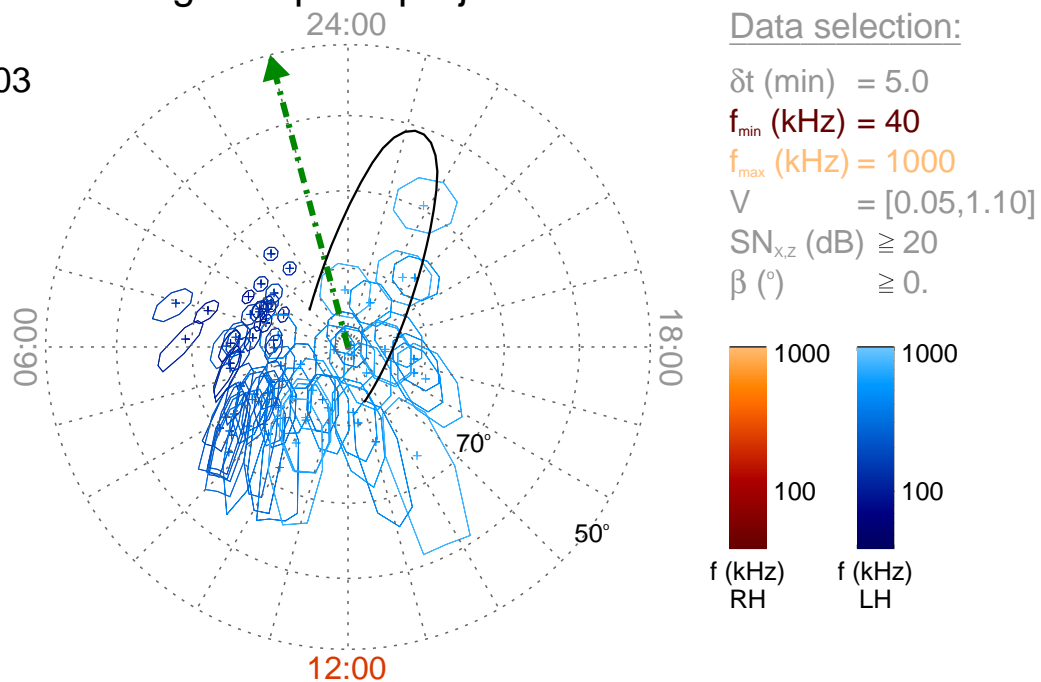 24:00
03
06:00
18:00
70°
50°
12:00
Data selection:
δt (min) = 5.0
fmin (kHz) = 40
fmax (kHz) = 1000
V = [0.05,1.10]
SNX,Z (dB) ≧ 20
β (°) ≧ 0.
1000 1000
100 100
f (kHz) f (kHz)
RH LH